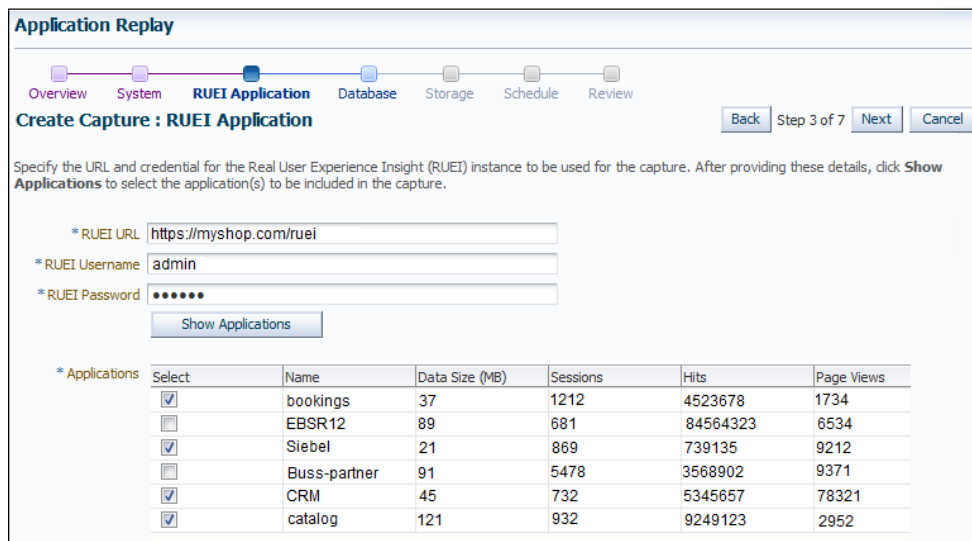 Application Replay
Overview System RUEI Application Database Storage Schedule Review
Create Capture : RUEI Application Back Step 3 of 7 Next Cancel
Specify the URL and credential for the Real User Experience Insight (RUEI) instance to be used for the capture. After providing these details, click Show
Applications to select the application(s) to be included in the capture.
* RUEI URL https://myshop.com/ruei
* RUEI Username admin
* RUEI Password ••••••
Show Applications
* Applications Select Name Data Size (MB) Sessions Hits Page Views
bookings 37 1212 4523678 1734
EBSR12 89 681 84564323 6534
Siebel 21 869 739135 9212
Buss-partner 91 5478 3568902 9371
CRM 45 732 5345657 78321
catalog 121 932 9249123 2952